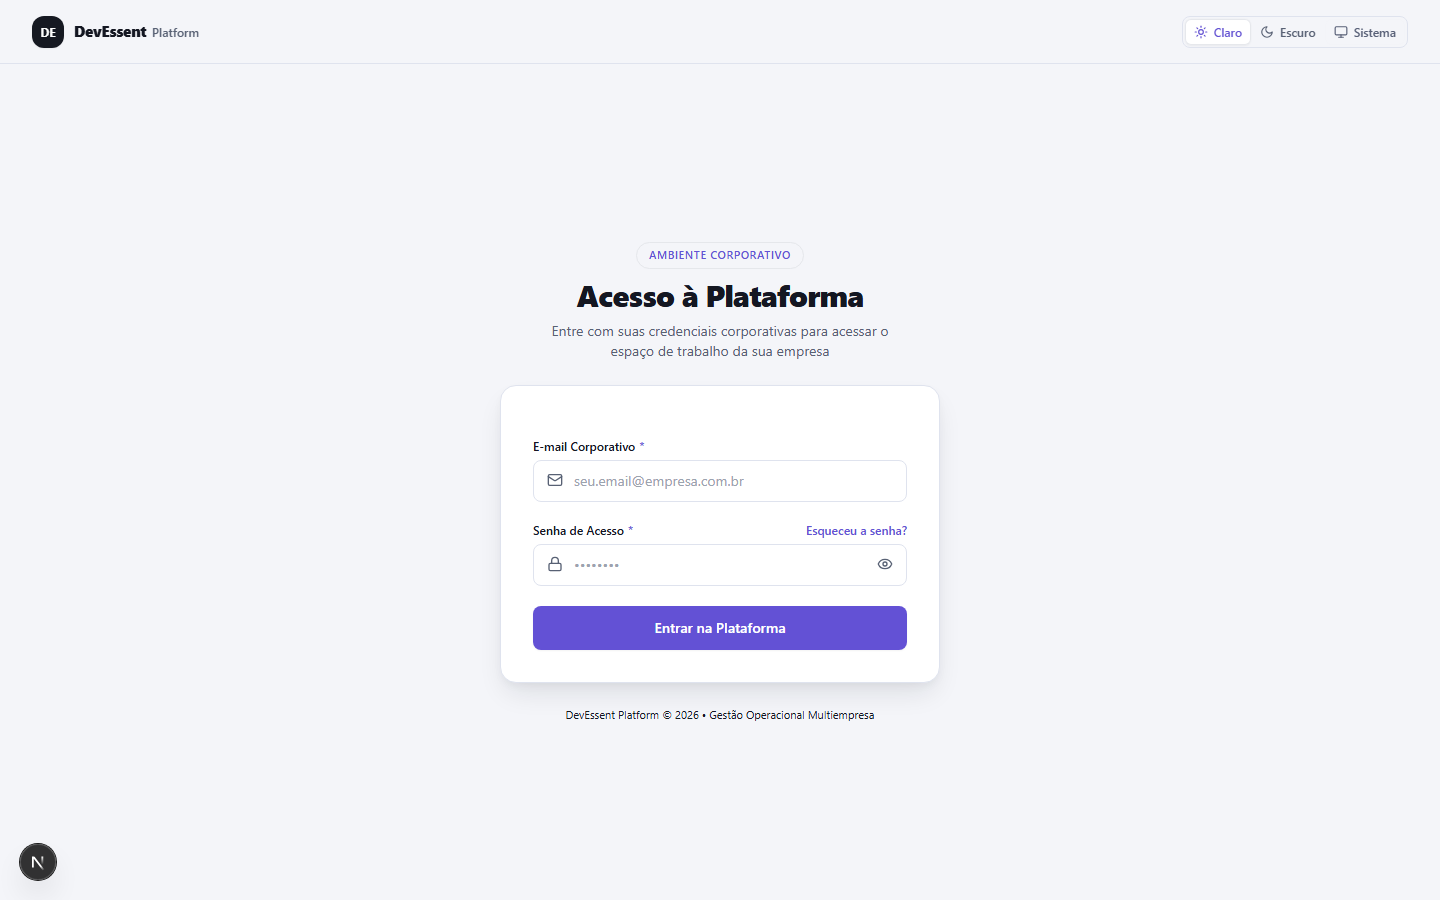 DE DevEssent Platform
Claro Escuro Sistema
AMBIENTE CORPORATIVO
Acesso à Plataforma
Entre com suas credenciais corporativas para acessar o
espaço de trabalho da sua empresa
E-mail Corporativo *
seu.email@empresa.com.br
Senha de Acesso * Esqueceu a senha?
••••••••
Entrar na Plataforma
DevEssent Platform © 2026 • Gestão Operacional Multiempresa
N